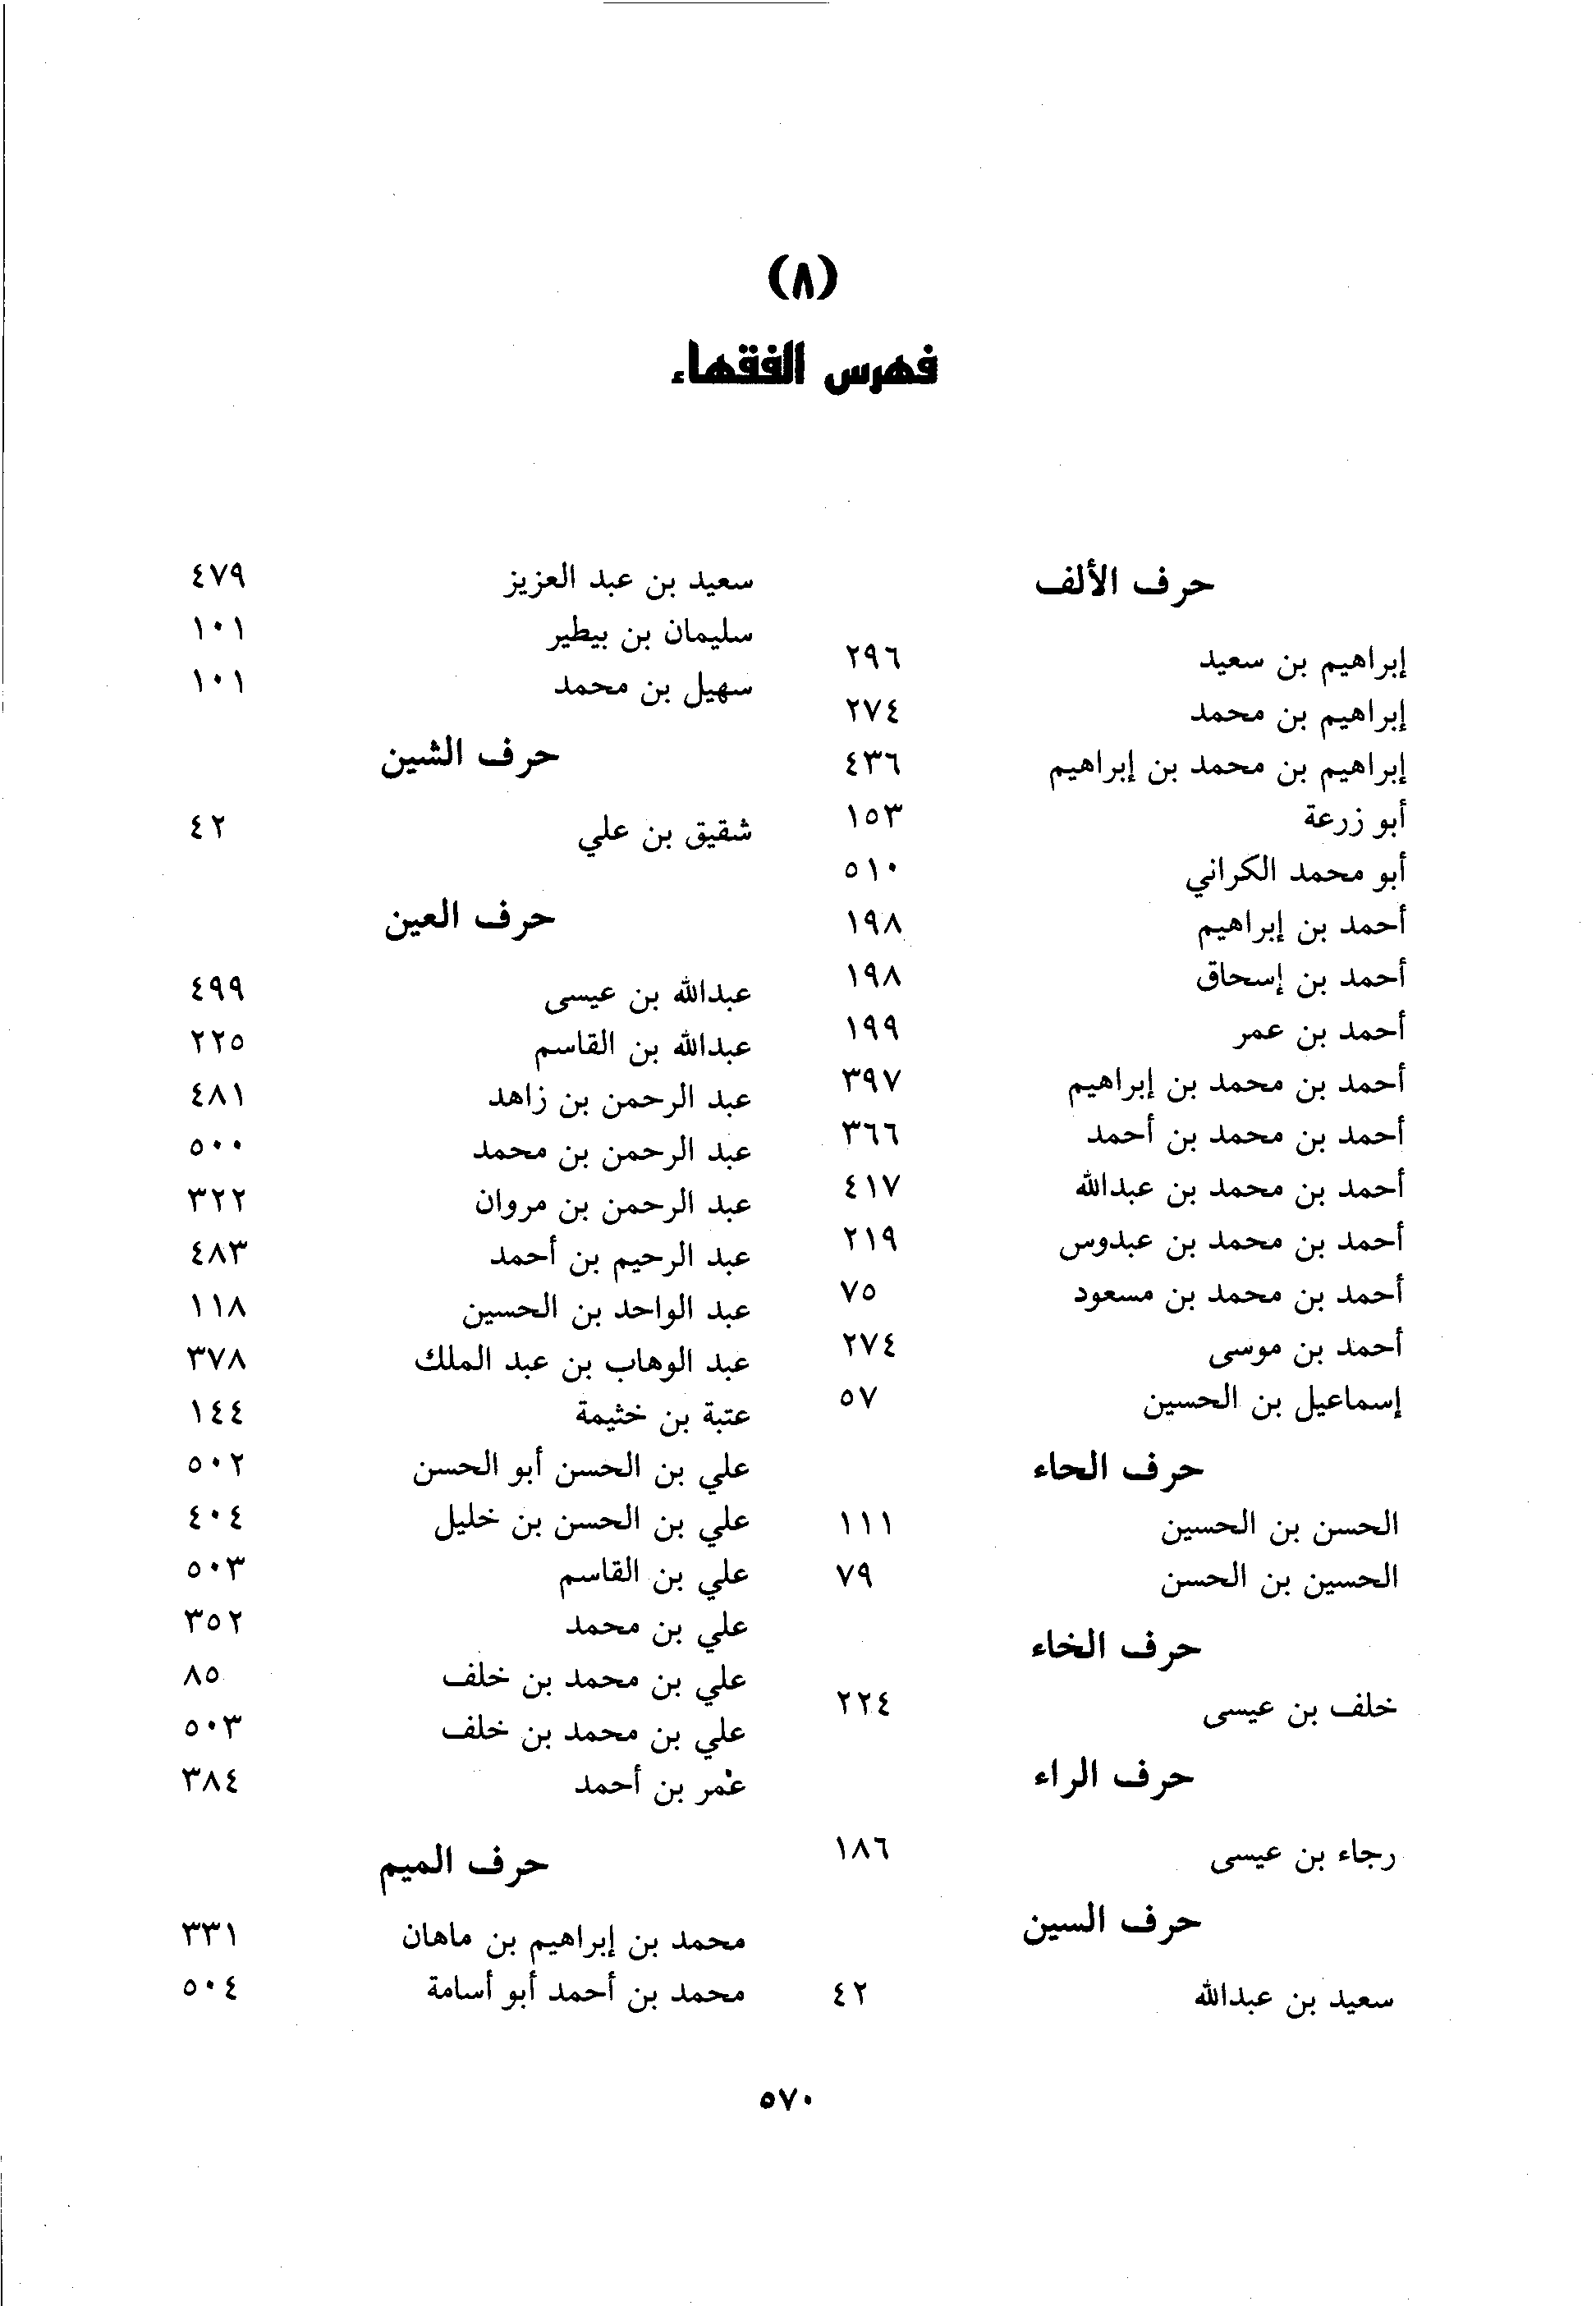 (٨)
فهرس الفقهاء
حرف الألف
إبراهيم بن سعيد ٢٩٦
إبراهيم بن محمد ٢٧٤
إبراهيم بن محمد بن إبراهيم ٤٣٦
أبو زرعة ١٥٣
أبو محمد الكراني ٥١٠
أحمد بن إبراهيم ١٩٨
أحمد بن إسحاق ١٩٨
أحمد بن عمر ١٩٩
أحمد بن محمد بن إبراهيم ٣٩٧
أحمد بن محمد بن أحمد ٣٦٦
أحمد بن محمد بن عبدالله ٤١٧
أحمد بن محمد بن عبدوس ٢١٩
أحمد بن محمد بن مسعود ٧٥
أحمد بن موسى ٢٧٤
إسماعيل بن الحسين ٥٧
حرف الحاء
الحسن بن الحسين ١١١
الحسين بن الحسن ٧٩
حرف الخاء
خلف بن عيسى ٢٢٤
حرف الراء
رجاء بن عيسى ١٨٦
حرف السين
سعيد بن عبدالله ٤٢
سعيد بن عبد العزيز ٤٧٩
سليمان بن بيطير ١٠١
سهيل بن محمد ١٠١
حرف الشين
شقيق بن علي ٤٢
حرف العين
عبدالله بن عيسى ٤٩٩
عبدالله بن القاسم ٢٢٥
عبد الرحمن بن زاهد ٤٨١
عبد الرحمن بن محمد ٥٠٠
عبد الرحمن بن مروان ٣٢٢
عبد الرحيم بن أحمد ٤٨٣
عبد الواحد بن الحسين ١١٨
عبد الوهاب بن عبد الملك ٣٧٨
عتبة بن خثيمة ١٤٤
علي بن الحسن أبو الحسن ٥٠٢
علي بن الحسن بن خليل ٤٠٤
علي بن القاسم ٥٠٣
علي بن محمد ٣٥٢
علي بن محمد بن خلف ٨٥
علي بن محمد بن خلف ٥٠٣
عمر بن أحمد ٣٨٤
حرف الميم
محمد بن إبراهيم بن ماهان ٣٣١
محمد بن أحمد أبو أسامة ٥٠٤
٥٧٠